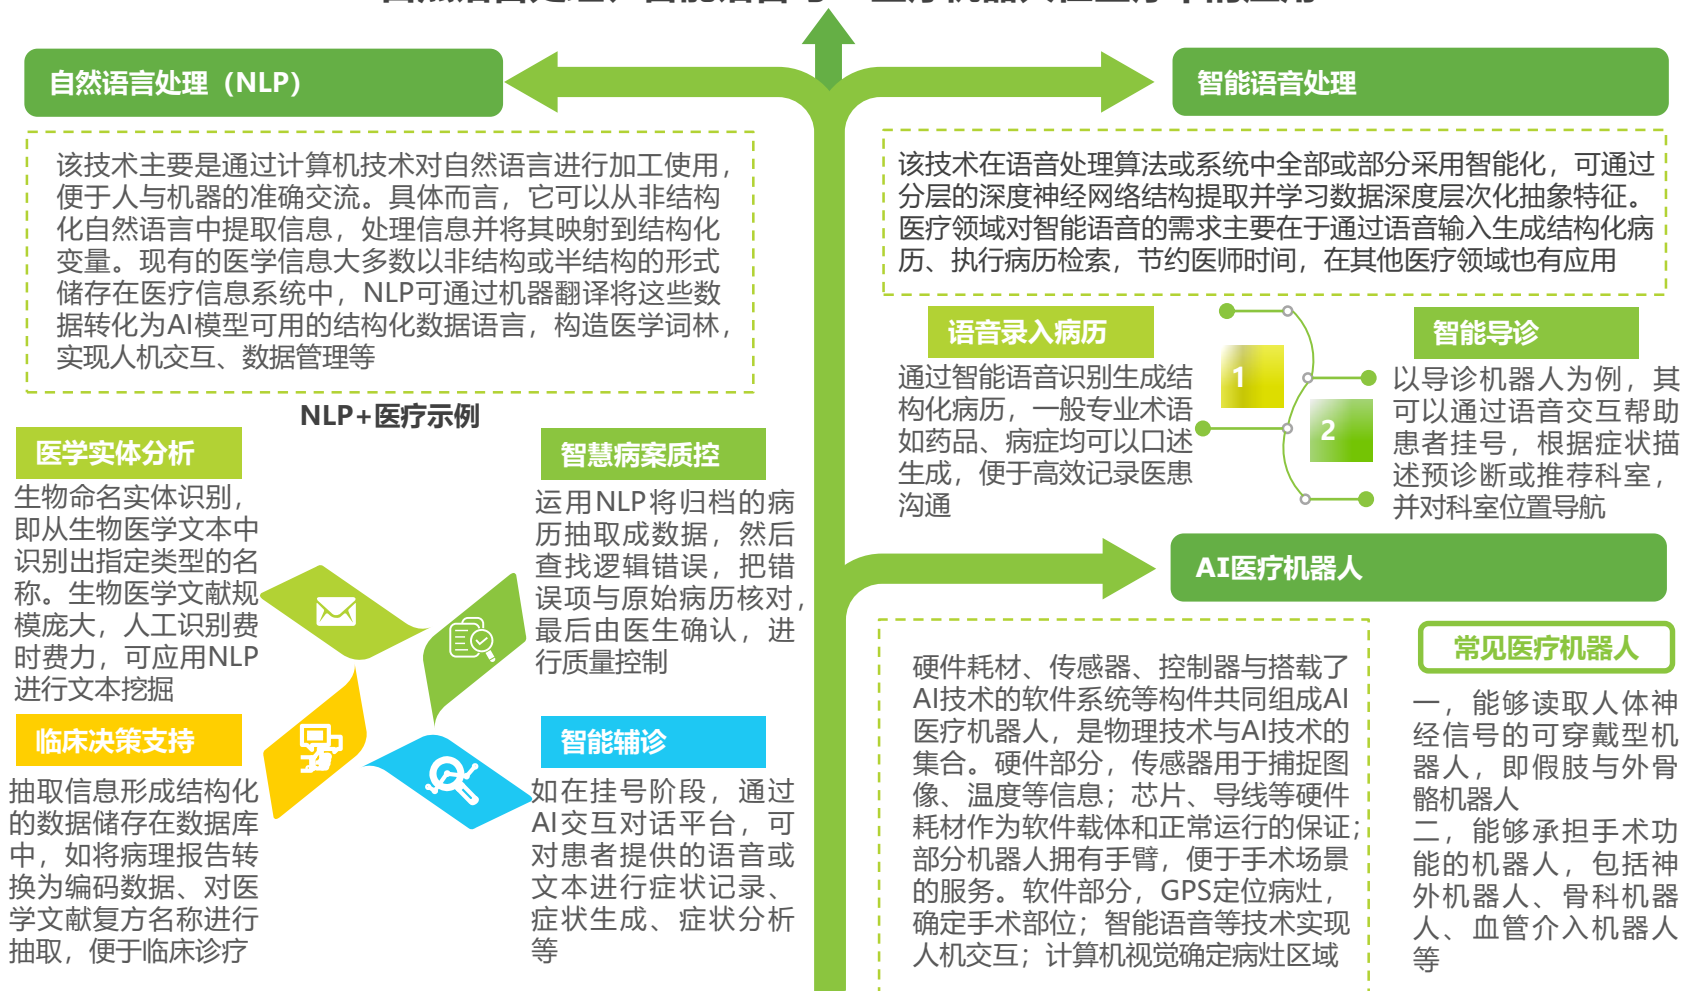 自然语言处理（NLP）
该技术主要是通过计算机技术对自然语言进行加工使用，
便于人与机器的准确交流。具体而言，它可以从非结构
化自然语言中提取信息，处理信息并将其映射到结构化
变量。现有的医学信息大多数以非结构或半结构的形式
储存在医疗信息系统中，NLP可通过机器翻译将这些数
据转化为AI模型可用的结构化数据语言，构造医学词林，
实现人机交互、数据管理等
NLP+医疗示例
医学实体分析
生物命名实体识别，
即从生物医学文本中
识别出指定类型的名
称。生物医学文献规
模庞大，人工识别费
时费力，可应用NLP
进行文本挖掘
智慧病案质控
运用NLP将归档的病
历抽取成数据，然后
查找逻辑错误，把错
误项与原始病历核对，
最后由医生确认，进
行质量控制
临床决策支持
抽取信息形成结构化
的数据储存在数据库
中，如将病理报告转
换为编码数据、对医
学文献复方名称进行
抽取，便于临床诊疗
智能辅诊
如在挂号阶段，通过
AI交互对话平台，可
对患者提供的语音或
文本进行症状记录、
症状生成、症状分析
等
智能语音处理
该技术在语音处理算法或系统中全部或部分采用智能化，可通过
分层的深度神经网络结构提取并学习数据深度层次化抽象特征。
医疗领域对智能语音的需求主要在于通过语音输入生成结构化病
历、执行病历检索，节约医师时间，在其他医疗领域也有应用
语音录入病历
通过智能语音识别生成结
构化病历，一般专业术语
如药品、病症均可以口述
生成，便于高效记录医患
沟通
1
2
智能导诊
以导诊机器人为例，其
可以通过语音交互帮助
患者挂号，根据症状描
述预诊断或推荐科室，
并对科室位置导航
AI医疗机器人
硬件耗材、传感器、控制器与搭载了
AI技术的软件系统等构件共同组成AI
医疗机器人，是物理技术与AI技术的
集合。硬件部分，传感器用于捕捉图
像、温度等信息；芯片、导线等硬件
耗材作为软件载体和正常运行的保证；
部分机器人拥有手臂，便于手术场景
的服务。软件部分，GPS定位病灶，
确定手术部位；智能语音等技术实现
人机交互；计算机视觉确定病灶区域
常见医疗机器人
一，能够读取人体神
经信号的可穿戴型机
器人，即假肢与外骨
骼机器人
二，能够承担手术功
能的机器人，包括神
外机器人、骨科机器
人、血管介入机器人
等